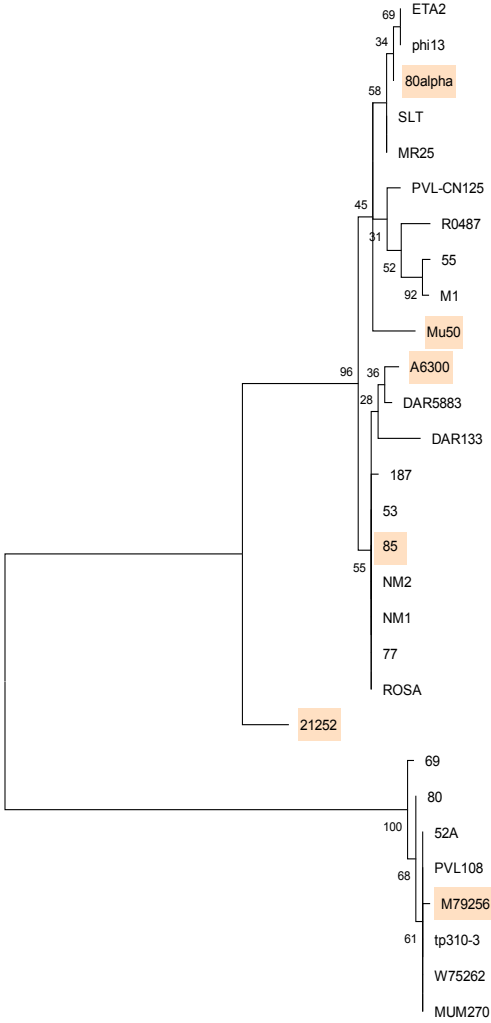 ETA2
69
phi13
34
80alpha
58
SLT
MR25
PVL-CN125
45
R0487
31
55
52
92
M1
Mu50
A6300
96
36
28
DAR5883
DAR133
187
53
85
55
NM2
NM1
77
ROSA
21252
69
80
100
52A
PVL108
68
M79256
61
tp310-3
W75262
MUM270